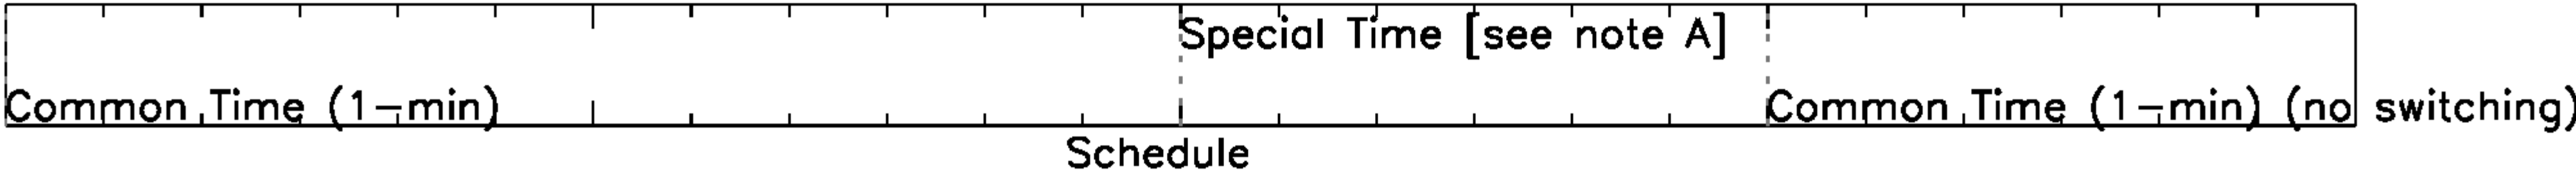 Special Time [see note A]
Common Time (1-min)
Common Time (1-min) (no switching)
Schedule